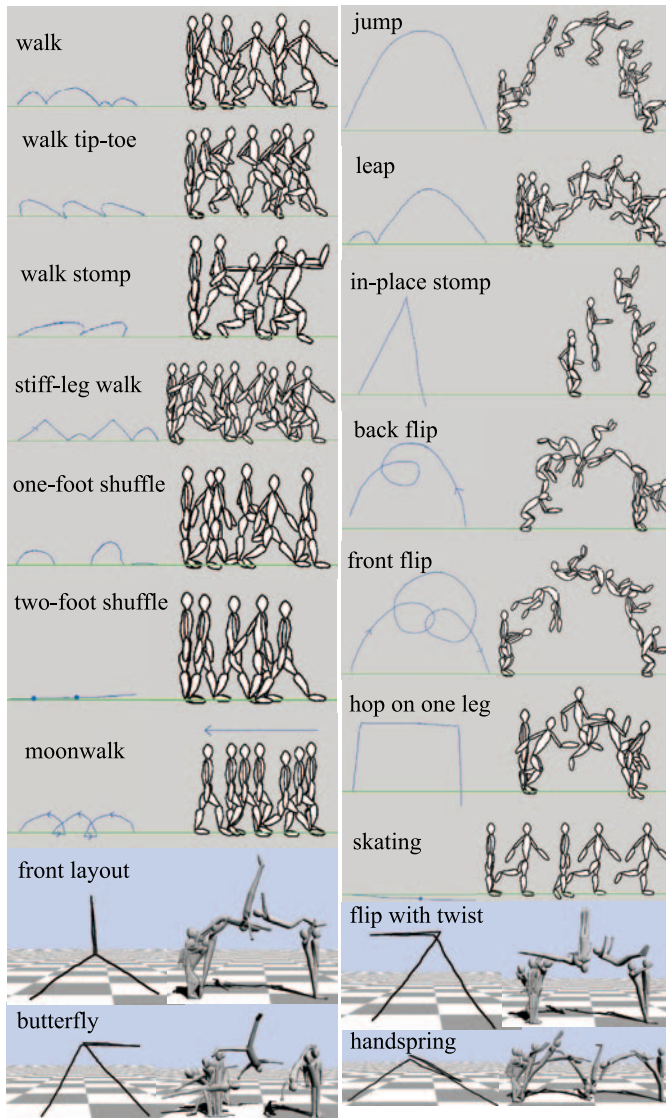 walk
walk tip-toe
walk stomp
stiff-leg walk
one-foot shuffle
two-foot shuffle
moonwalk
front layout
butterfly
jump
leap
in-place stomp
back flip
front flip
hop on one leg
skating
flip with twist
handspring